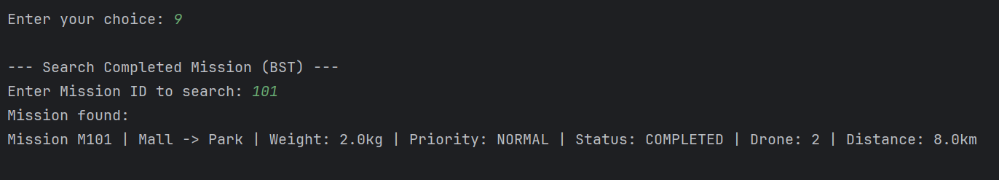 Enter your choice: 9
--- Search Completed Mission (BST) ---
Enter Mission ID to search: 101
Mission found:
Mission M101 | Mall -> Park | Weight: 2.0kg | Priority: NORMAL | Status: COMPLETED | Drone: 2 | Distance: 8.0km